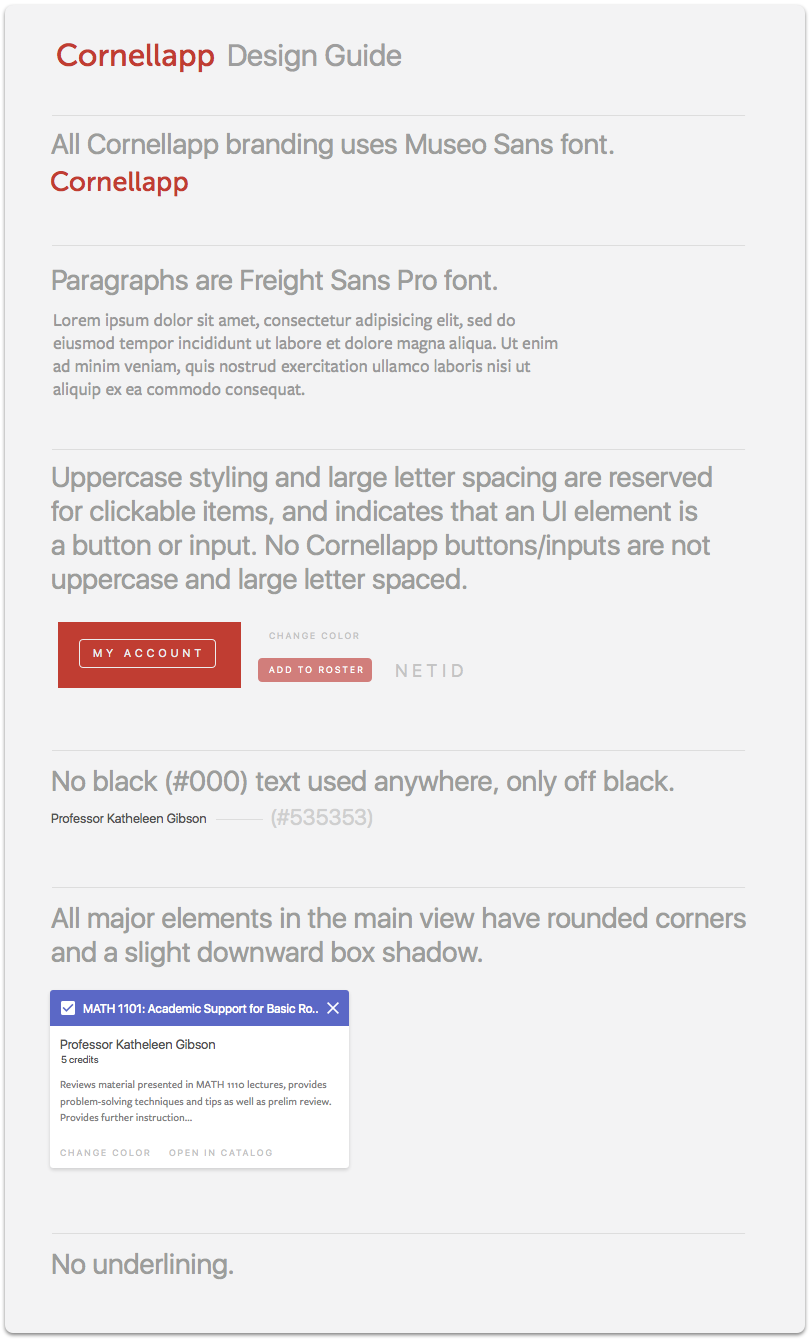 Cornellapp Design Guide
All Cornellapp branding uses Museo Sans font.
Cornellapp
Paragraphs are Freight Sans Pro font.
Lorem ipsum dolor sit amet, consectetur adipisicing elit, sed do
eiusmod tempor incididunt ut labore et dolore magna aliqua. Ut enim
ad minim veniam, quis nostrud exercitation ullamco laboris nisi ut
aliquip ex ea commodo consequat.
Uppercase styling and large letter spacing are reserved
for clickable items, and indicates that an UI element is
a button or input. No Cornellapp buttons/inputs are not
uppercase and large letter spaced.
MY ACCOUNT
CHANGE COLOR
ADD TO ROSTER
NETID
No black (#000) text used anywhere, only off black.
Professor Katheleen Gibson (#535353)
All major elements in the main view have rounded corners
and a slight downward box shadow.
MATH 1101: Academic Support for Basic Ro..
Professor Katheleen Gibson
5 credits
Reviews material presented in MATH 1110 lectures, provides
problem-solving techniques and tips as well as prelim review.
Provides further instruction...
CHANGE COLOR OPEN IN CATALOG
No underlining.